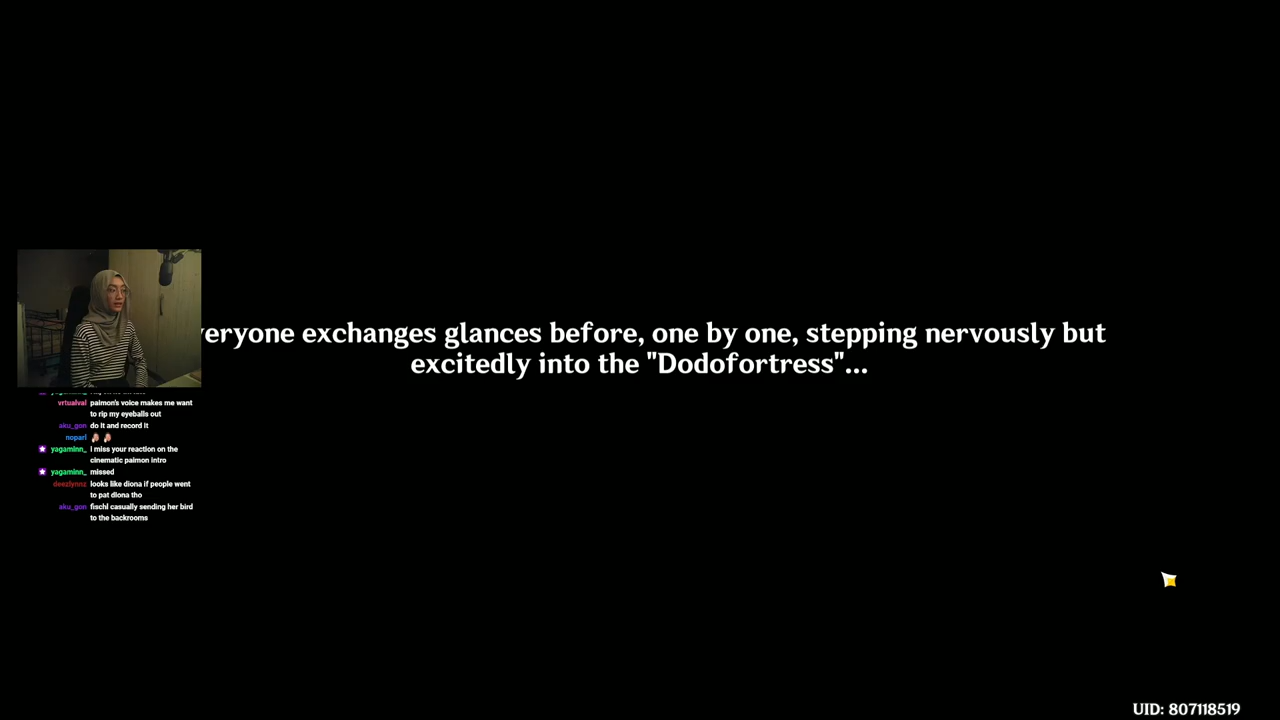 veryone exchanges glances before, one by one, stepping nervously but
excitedly into the "Dodofortress"...
vrtualval paimon's voice makes me want
to rip my eyeballs out
aku_gon do it and record it
noparl
yagaminn_ I miss your reaction on the
cinematic paimon intro
yagaminn_ missed
deezlynnz looks like diona if people went
to pat diona tho
aku_gon fischl casually sending her bird
to the backrooms
UID: 807118519